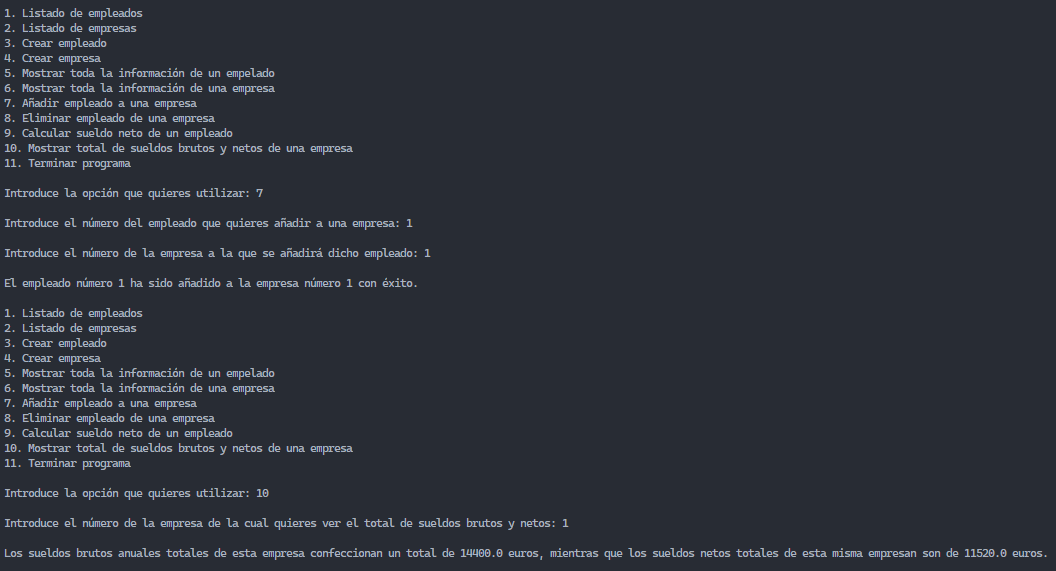 1. Listado de empleados
2. Listado de empresas
3. Crear empleado
4. Crear empresa
5. Mostrar toda la información de un empelado
6. Mostrar toda la información de una empresa
7. Añadir empleado a una empresa
8. Eliminar empleado de una empresa
9. Calcular sueldo neto de un empleado
10. Mostrar total de sueldos brutos y netos de una empresa
11. Terminar programa
Introduce la opción que quieres utilizar: 7
Introduce el número del empleado que quieres añadir a una empresa: 1
Introduce el número de la empresa a la que se añadirá dicho empleado: 1
El empleado número 1 ha sido añadido a la empresa número 1 con éxito.
1. Listado de empleados
2. Listado de empresas
3. Crear empleado
4. Crear empresa
5. Mostrar toda la información de un empelado
6. Mostrar toda la información de una empresa
7. Añadir empleado a una empresa
8. Eliminar empleado de una empresa
9. Calcular sueldo neto de un empleado
10. Mostrar total de sueldos brutos y netos de una empresa
11. Terminar programa
Introduce la opción que quieres utilizar: 10
Introduce el número de la empresa de la cual quieres ver el total de sueldos brutos y netos: 1
Los sueldos brutos anuales totales de esta empresa confeccionan un total de 14400.0 euros, mientras que los sueldos netos totales de esta misma empresan son de 11520.0 euros.